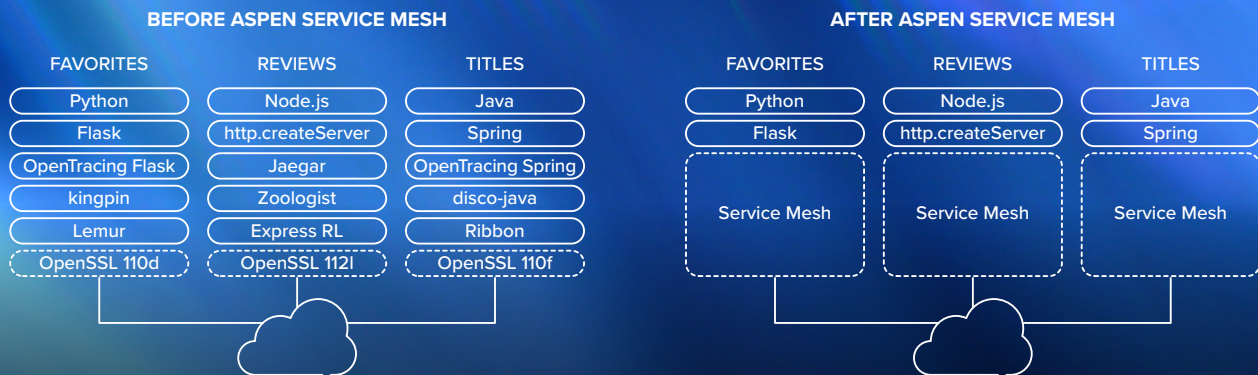 BEFORE ASPEN SERVICE MESH
FAVORITES REVIEWS TITLES
Python Node.js Java
Flask http.createServer Spring
OpenTracing Flask Jaegar OpenTracing Spring
kingpin Zoologist disco-java
Lemur Express RL Ribbon
OpenSSL 110d OpenSSL 112l OpenSSL 110f
AFTER ASPEN SERVICE MESH
FAVORITES REVIEWS TITLES
Python Node.js Java
Flask http.createServer Spring
Service Mesh Service Mesh Service Mesh